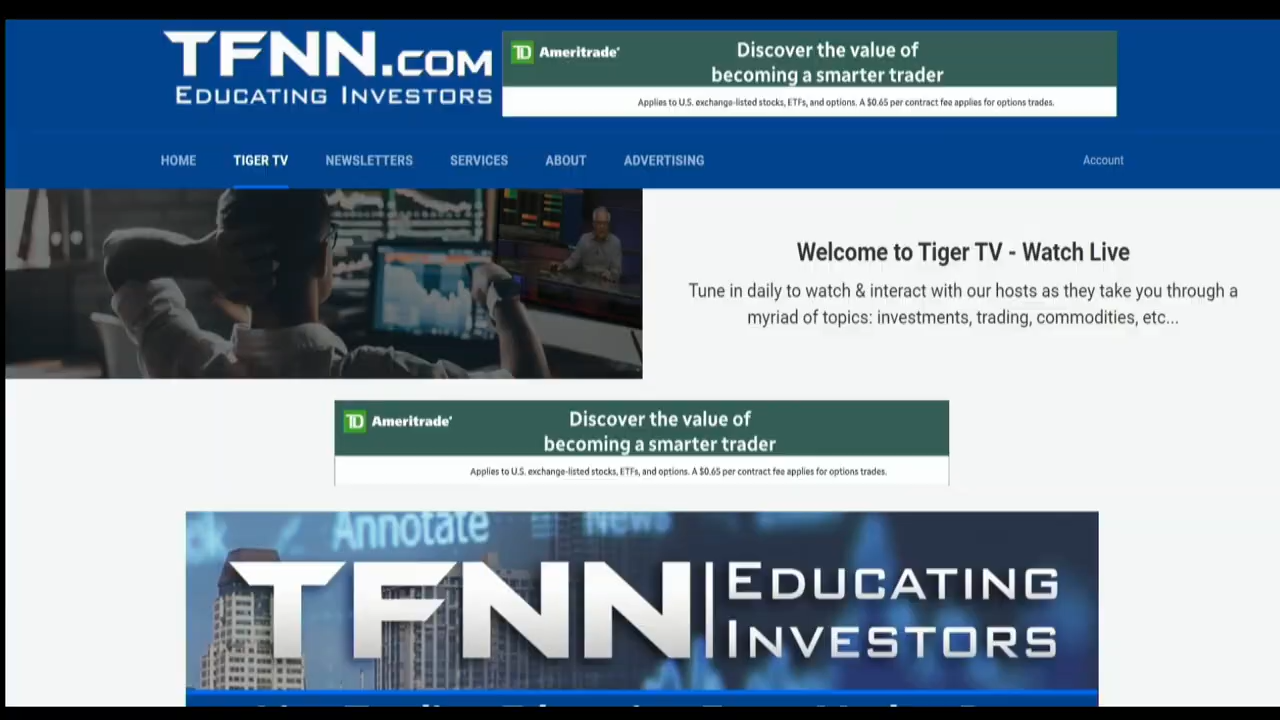 TFNN.COM
EDUCATING INVESTORS
TD Ameritrade
Discover the value of
becoming a smarter trader
Applies to U.S. exchange-listed stocks, ETFs, and options. A $0.65 per contract fee applies for options trades.
HOME TIGER TV NEWSLETTERS SERVICES ABOUT ADVERTISING Account
Welcome to Tiger TV - Watch Live
Tune in daily to watch & interact with our hosts as they take you through a
myriad of topics: investments, trading, commodities, etc...
TD Ameritrade
Discover the value of
becoming a smarter trader
Applies to U.S. exchange-listed stocks, ETFs, and options. A $0.65 per contract fee applies for options trades.
Annotate News
TFNN EDUCATING
INVESTORS